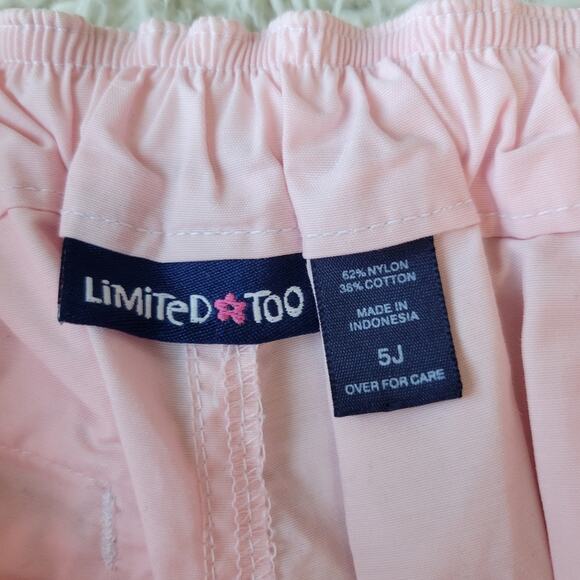 LiMiTeD TOO
62% NYLON
38% COTTON
MADE IN
INDONESIA
5J
OVER FOR CARE